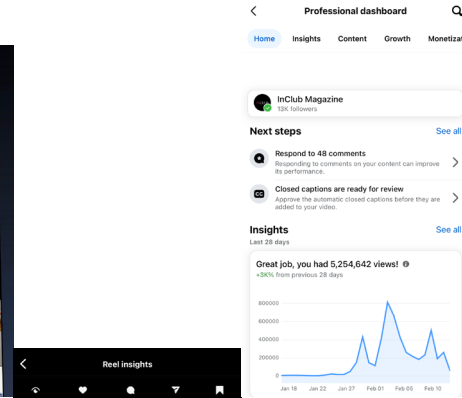 Professional dashboard
Home Insights Content Growth Monetizat
InClub Magazine
13K followers
Next steps
See all
Respond to 48 comments
Responding to comments on your content can improve
its performance.
CC
Closed captions are ready for review
Approve the automatic closed captions before they are
added to your video.
Insights
See all
Last 28 days
Great job, you had 5,254,642 views!
+3K% from previous 28 days
800000
600000
400000
200000
0
Jan 18 Jan 22 Jan 27 Feb 01 Feb 05 Feb 10
Reel insights